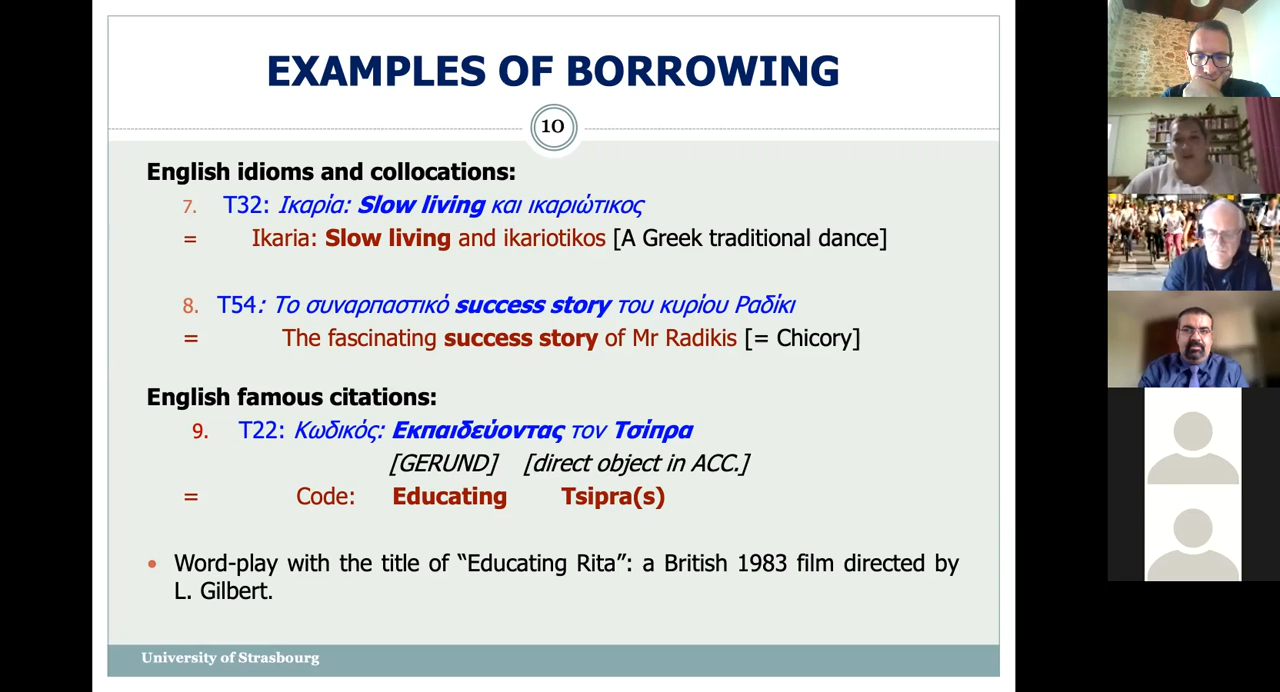 EXAMPLES OF BORROWING
10
English idioms and collocations:
7. T32: Ικαρία: Slow living και ικαριώτικος
= Ikaria: Slow living and ikariotikos [A Greek traditional dance]
8. T54: Το συναρπαστικό success story του κυρίου Ραδίκι
= The fascinating success story of Mr Radikis [= Chicory]
English famous citations:
9. T22: Κωδικός: Εκπαιδεύοντας τον Τσίπρα
[GERUND] [direct object in ACC.]
= Code: Educating Tsipra(s)
• Word-play with the title of “Educating Rita”: a British 1983 film directed by
L. Gilbert.
University of Strasbourg